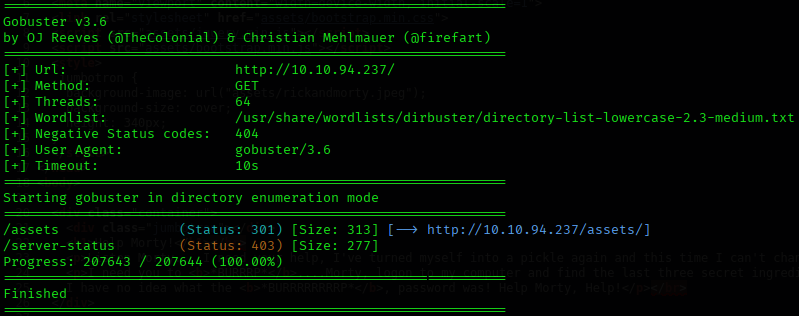 ===============================================================
Gobuster v3.6
by OJ Reeves (@TheColonial) & Christian Mehlmauer (@firefart)
===============================================================
[+] Url:                     http://10.10.94.237/
[+] Method:                  GET
[+] Threads:                 64
[+] Wordlist:                /usr/share/wordlists/dirbuster/directory-list-lowercase-2.3-medium.txt
[+] Negative Status codes:   404
[+] User Agent:              gobuster/3.6
[+] Timeout:                 10s
===============================================================
Starting gobuster in directory enumeration mode
===============================================================
/assets               (Status: 301) [Size: 313] [--> http://10.10.94.237/assets/]
/server-status        (Status: 403) [Size: 277]
Progress: 207643 / 207644 (100.00%)
===============================================================
Finished
===============================================================